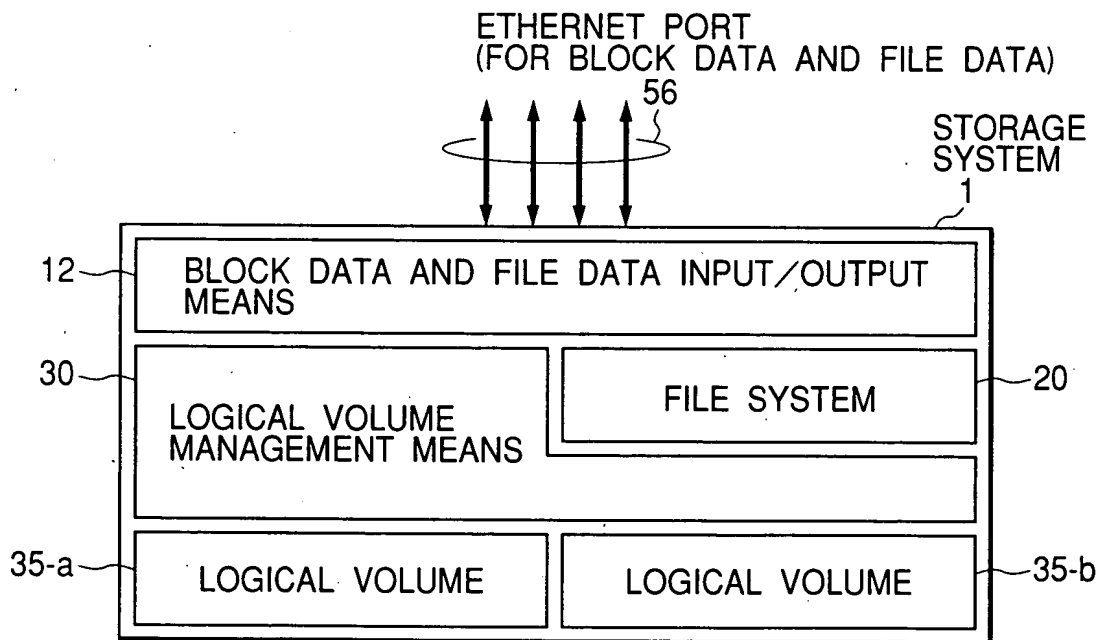 ETHERNET PORT
(FOR BLOCK DATA AND FILE DATA)
56
STORAGE
SYSTEM
1
12
BLOCK DATA AND FILE DATA INPUT/OUTPUT
MEANS
30
LOGICAL VOLUME
MANAGEMENT MEANS
FILE SYSTEM
20
35-a
LOGICAL VOLUME
LOGICAL VOLUME
35-b